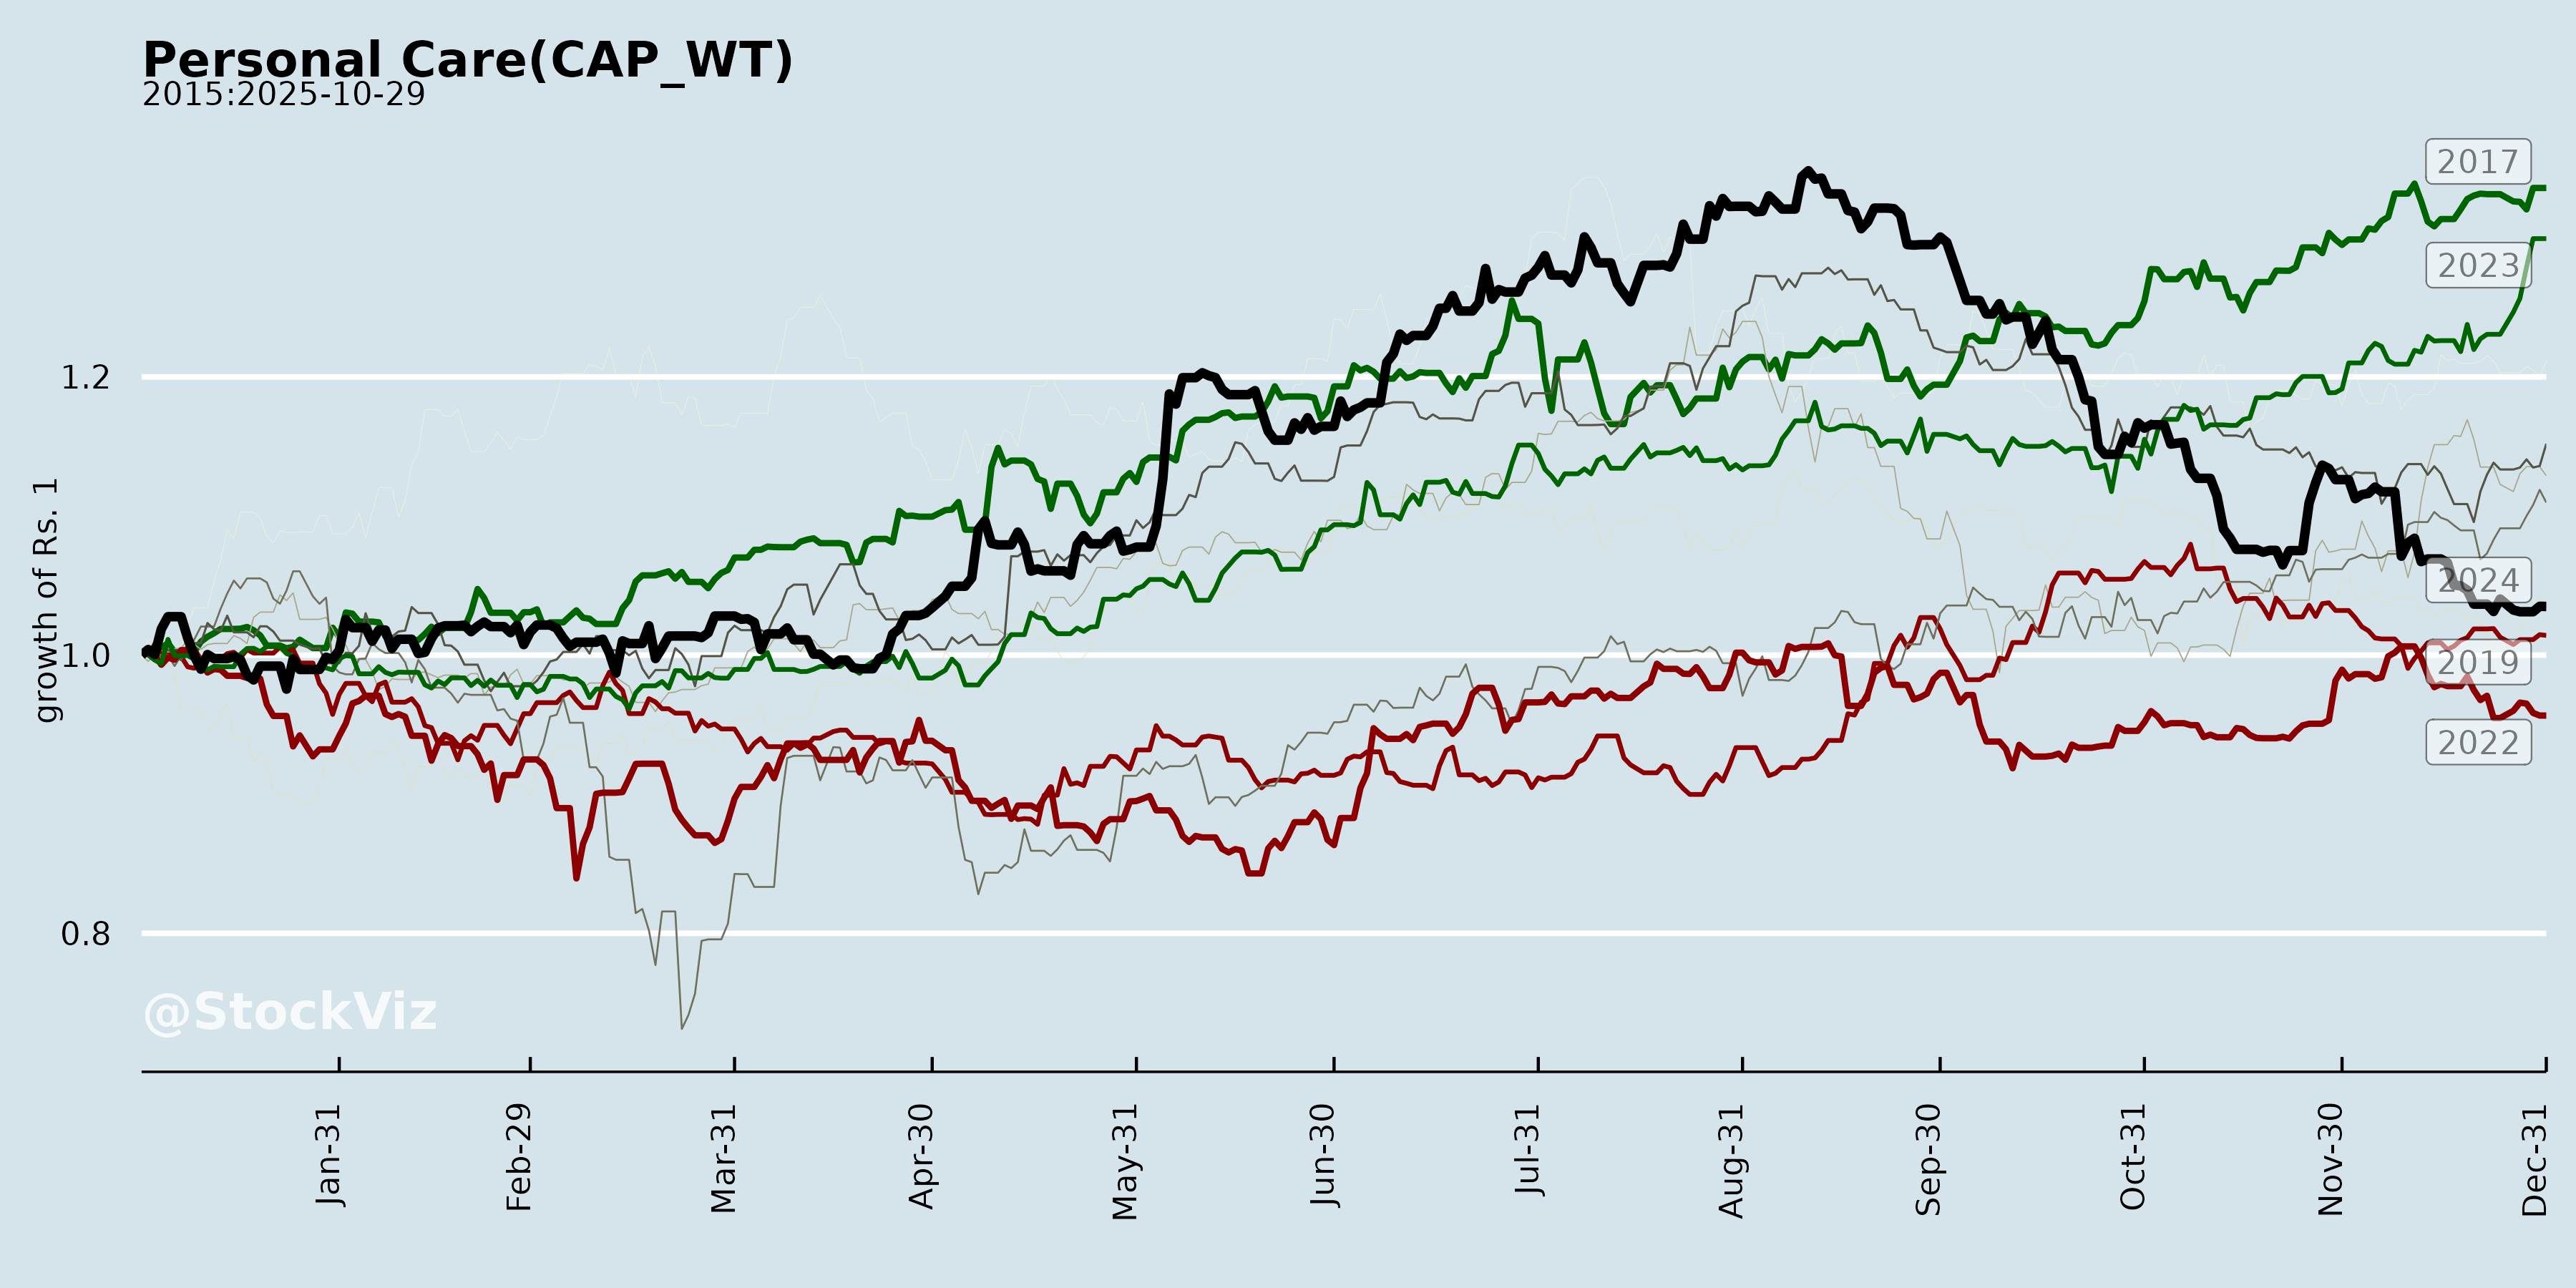 Personal Care(CAP_WT)
2015:2025-10-29
growth of Rs. 1
1.2
1.0
0.8
2017
2023
2024
2019
2022
@StockViz
Jan-31
Feb-29
Mar-31
Apr-30
May-31
Jun-30
Jul-31
Aug-31
Sep-30
Oct-31
Nov-30
Dec-31